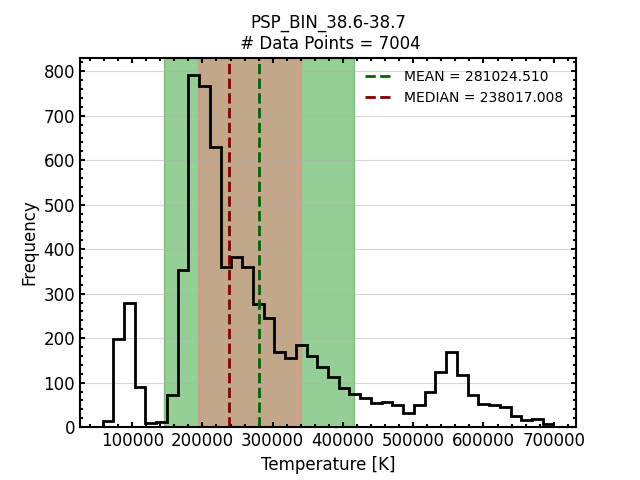 PSP_BIN_38.6-38.7
# Data Points = 7004
MEAN = 281024.510
MEDIAN = 238017.008
Frequency
800
700
600
500
400
300
200
100
0
100000 200000 300000 400000 500000 600000 700000
Temperature [K]